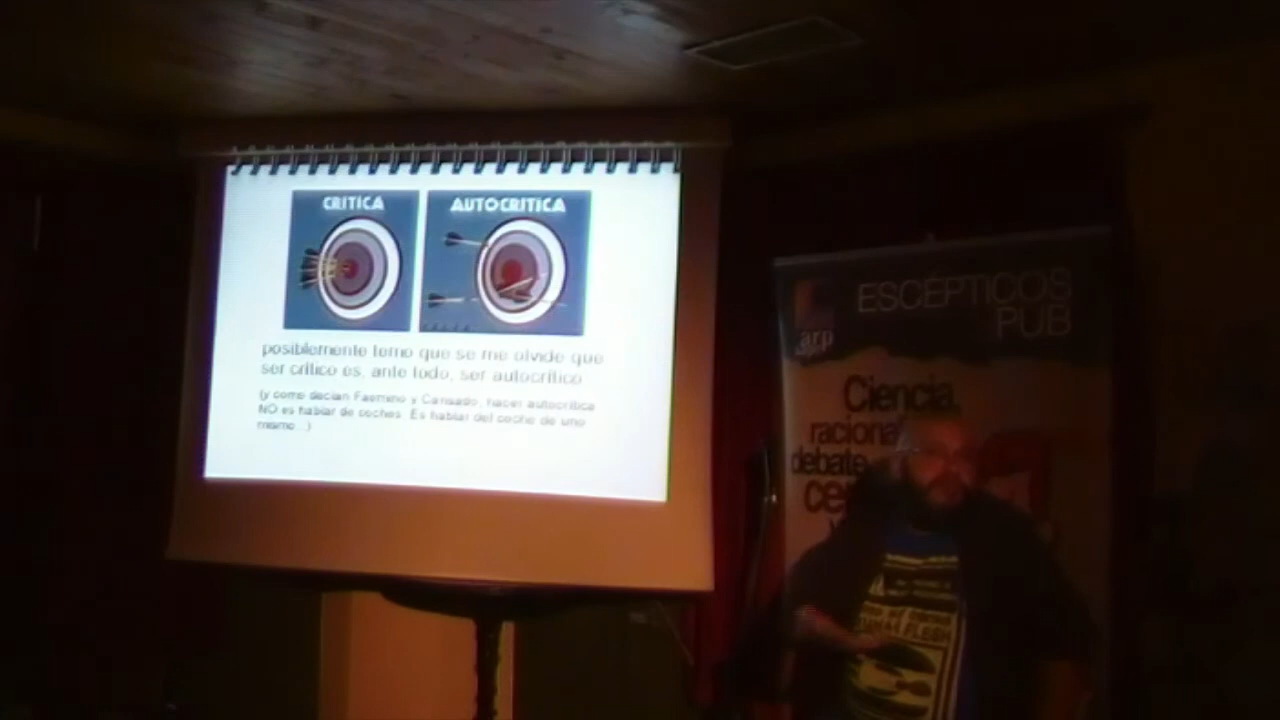 CRITICA
AUTOCRITICA
posiblemente temo que se me olvide que
ser crítico es, ante todo, ser autocrítico
(y como decían Faemino y Cansado, hacer autocrítica
NO es hablar de coches. Es hablar del coche de uno
mismo...)
arp
ESCÉPTICOS
PUB
Ciencia,
debate
FLESH